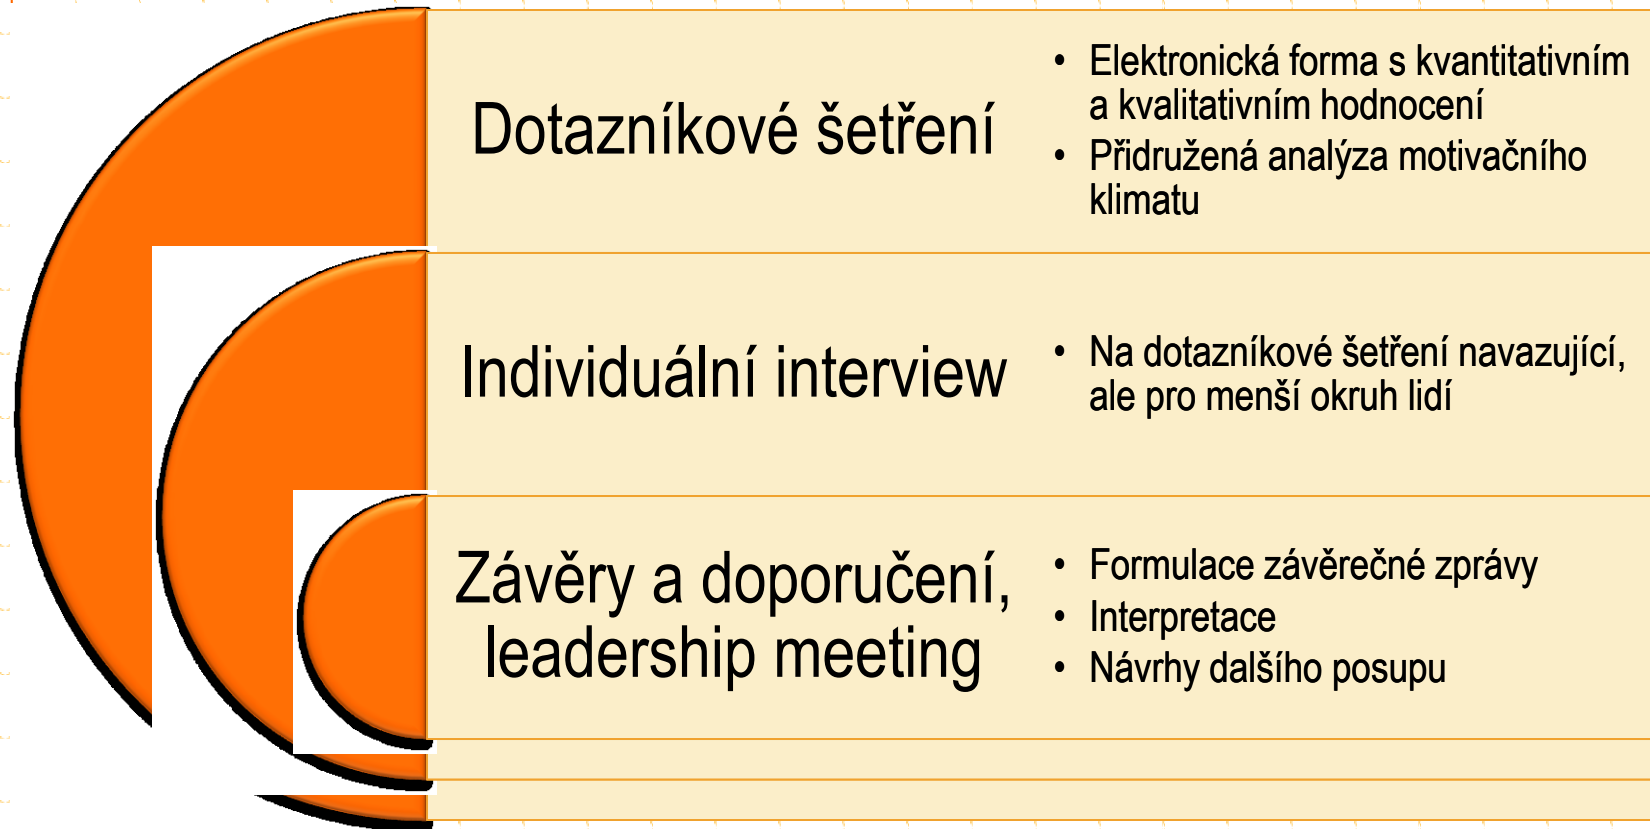 Dotazníkové šetření
• Elektronická forma s kvantitativním
a kvalitativním hodnocení
• Přidružená analýza motivačního
klimatu
Individuální interview
• Na dotazníkové šetření navazující,
ale pro menší okruh lidí
Závěry a doporučení,
leadership meeting
• Formulace závěrečné zprávy
• Interpretace
• Návrhy dalšího posupu